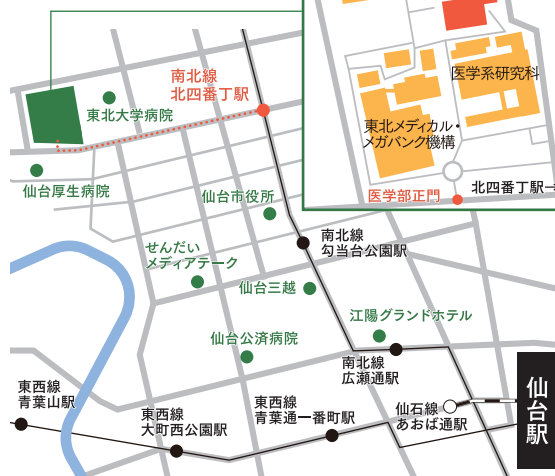 南北線
北四番丁駅
東北大学病院
仙台厚生病院
仙台市役所
せんだい
メディアテーク
南北線
勾当台公園駅
仙台三越
江陽グランドホテル
仙台公済病院
南北線
広瀬通駅
東西線
青葉山駅
東西線
大町西公園駅
東西線
青葉通一番町駅
仙石線
あおば通駅
仙台駅
医学系研究科
東北メディカル・
メガバンク機構
医学部正門
北四番丁駅→